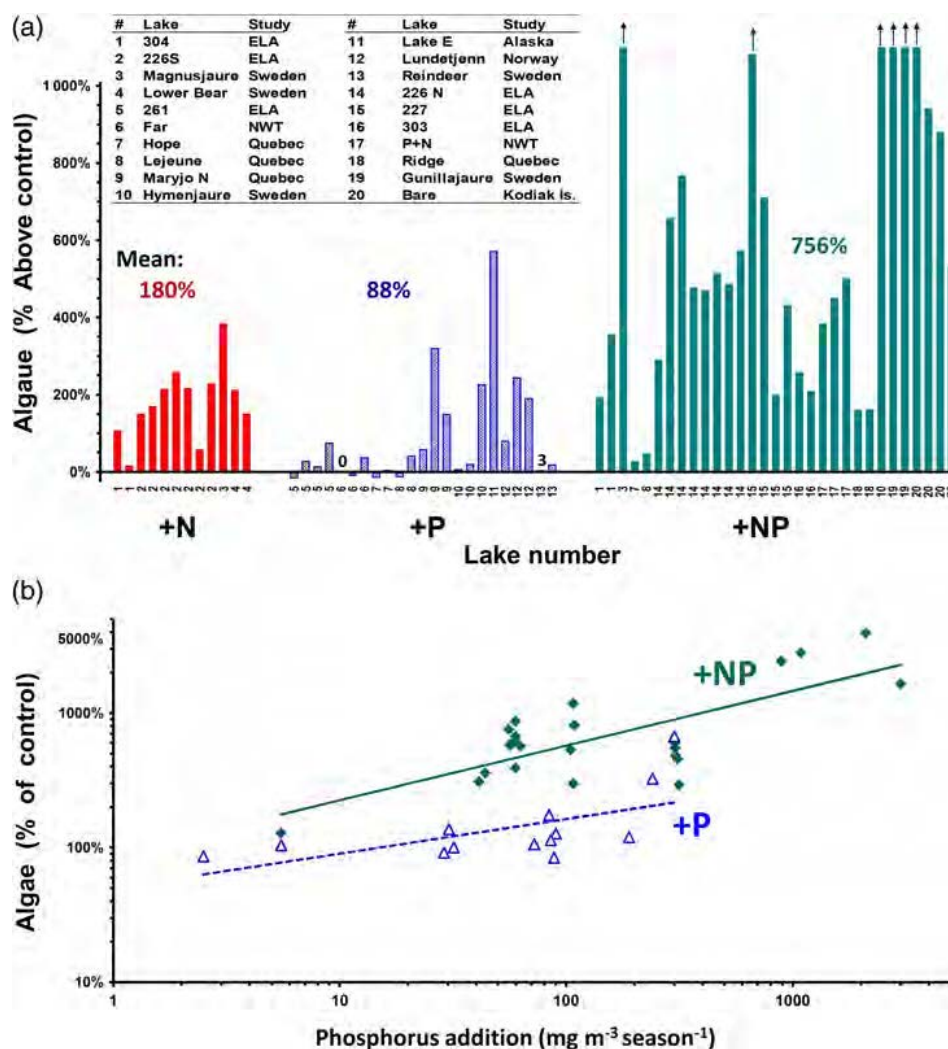 (a)
# Lake Study # Lake Study
1 304 ELA 11 Lake E Alaska
2 226S ELA 12 Lundetjenn Norway
3 Magnusjaure Sweden 13 Reindeer Sweden
4 Lower Bear Sweden 14 226 N ELA
5 261 ELA 15 227 ELA
6 Far NWT 16 303 ELA
7 Hope Quebec 17 P+N NWT
8 Lejeune Quebec 18 Ridge Quebec
9 Maryjo N Quebec 19 Gunillajaure Sweden
10 Hymenjaure Sweden 20 Bare Kodiak is.
Algaue (% Above control)
1000%
800%
600%
400%
200%
0%
Mean:
180%
88%
756%
0
3
+N
+P
+NP
Lake number
(b)
Algae (% of control)
5000%
1000%
100%
10%
+NP
+P
1 10 100 1000
Phosphorus addition (mg m⁻³ season⁻¹)